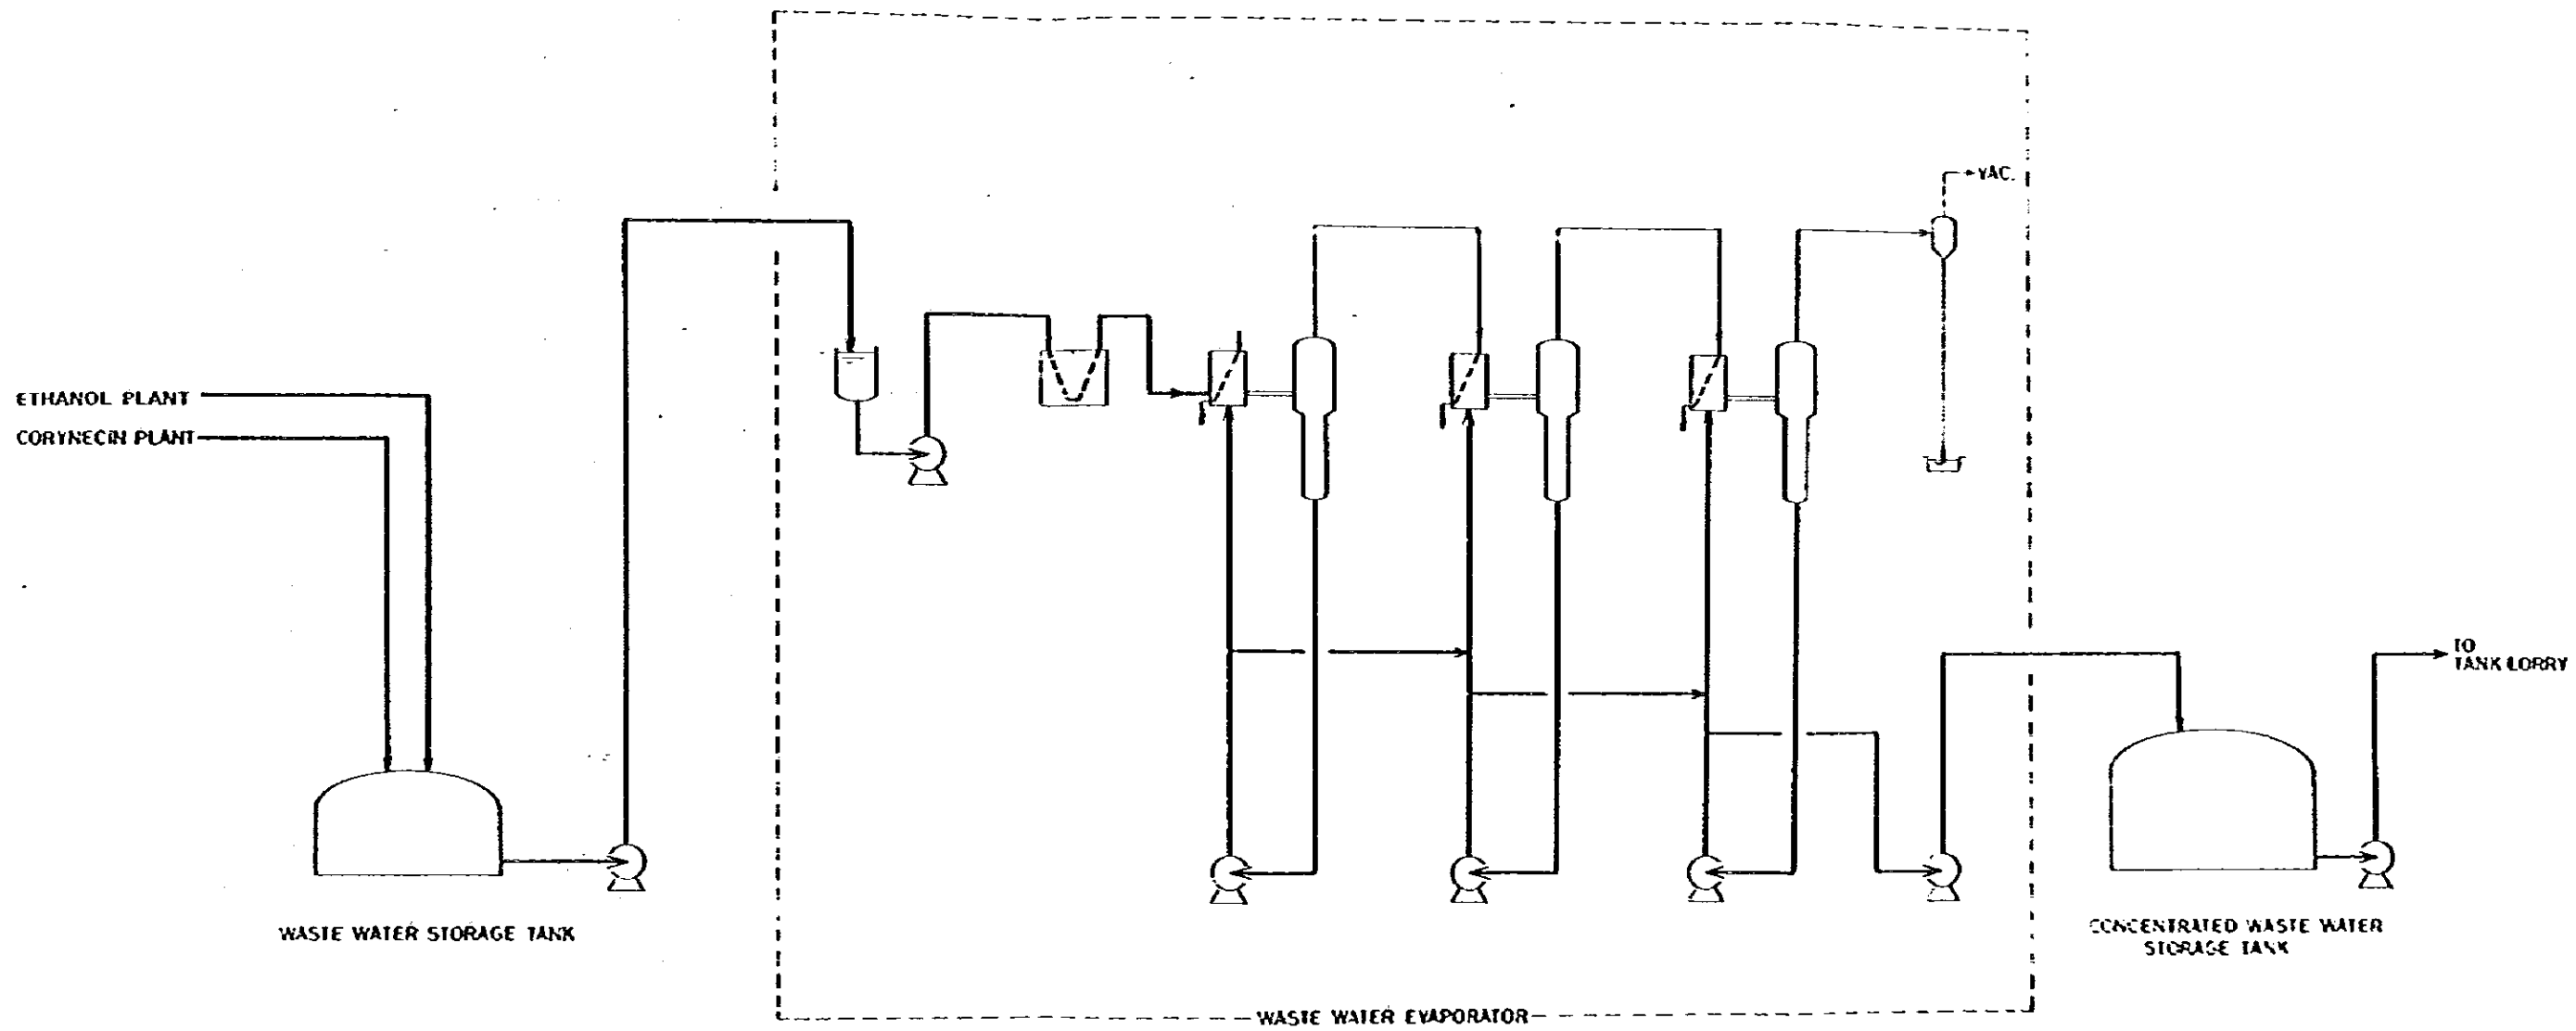 VAC.
ETHANOL PLANT
CORYNECIN PLANT
TO
TANK LORRY
WASTE WATER STORAGE TANK
CONCENTRATED WASTE WATER
STORAGE TANK
WASTE WATER EVAPORATOR